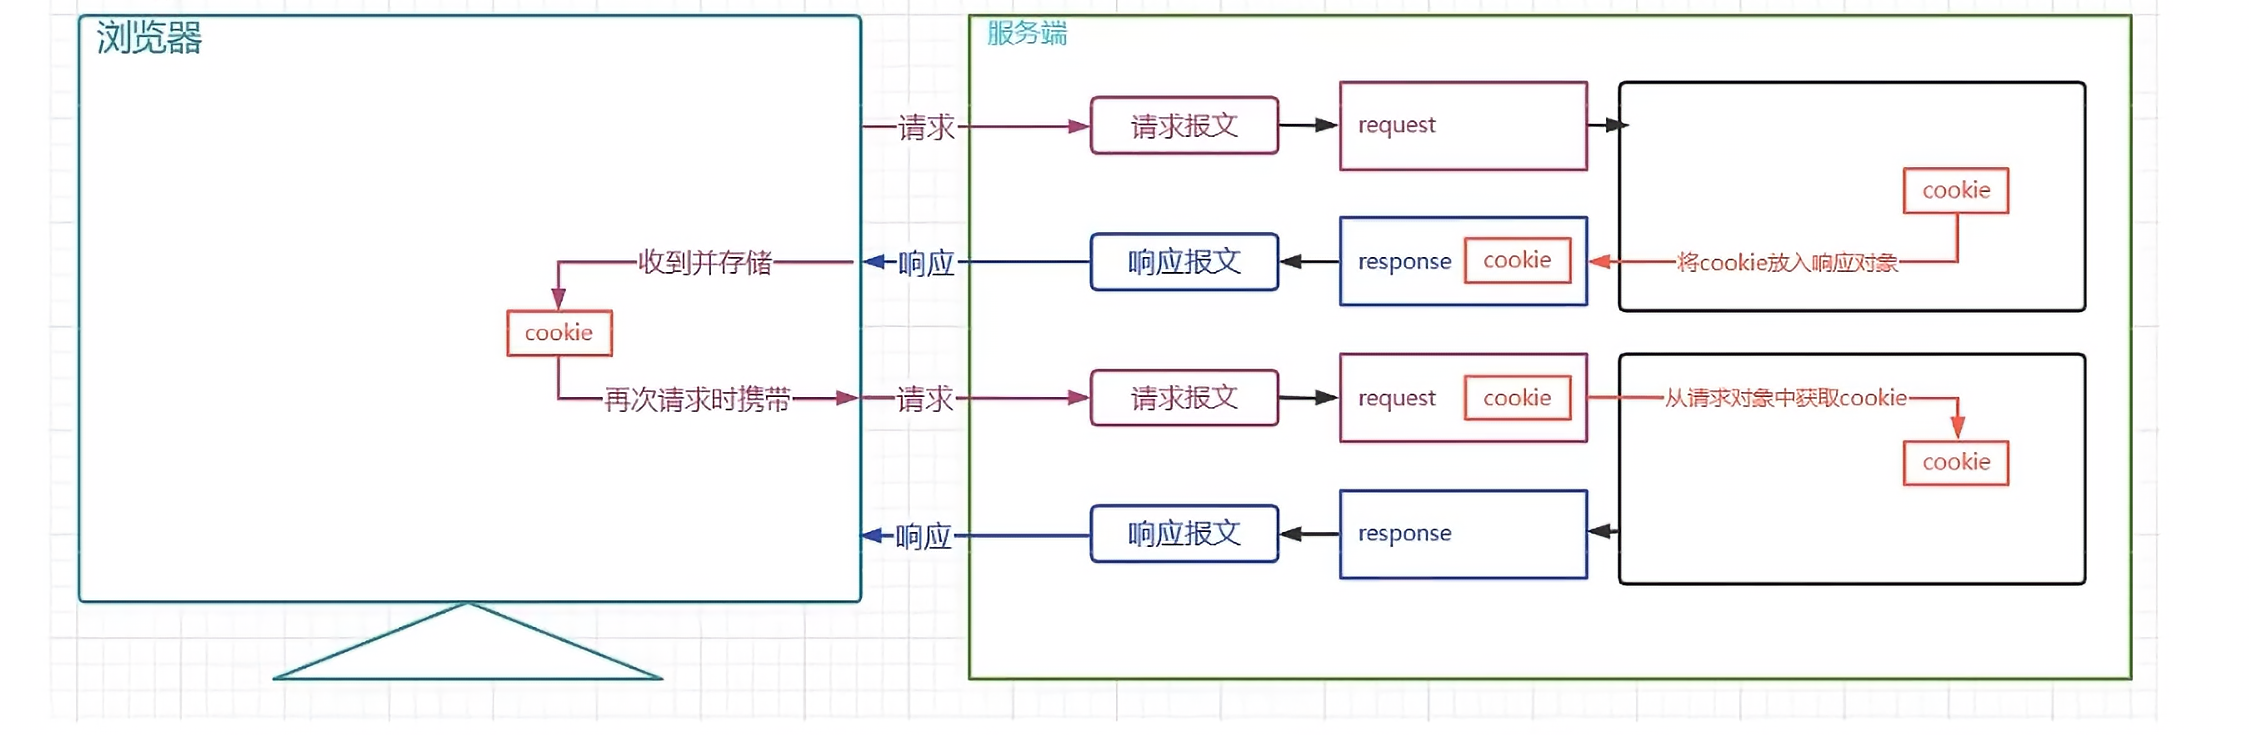 浏览器
服务端
请求
请求报文
request
cookie
收到并存储
响应
响应报文
response
cookie
将cookie放入响应对象
cookie
再次请求时携带
请求
请求报文
request
cookie
从请求对象中获取cookie
cookie
响应
响应报文
response